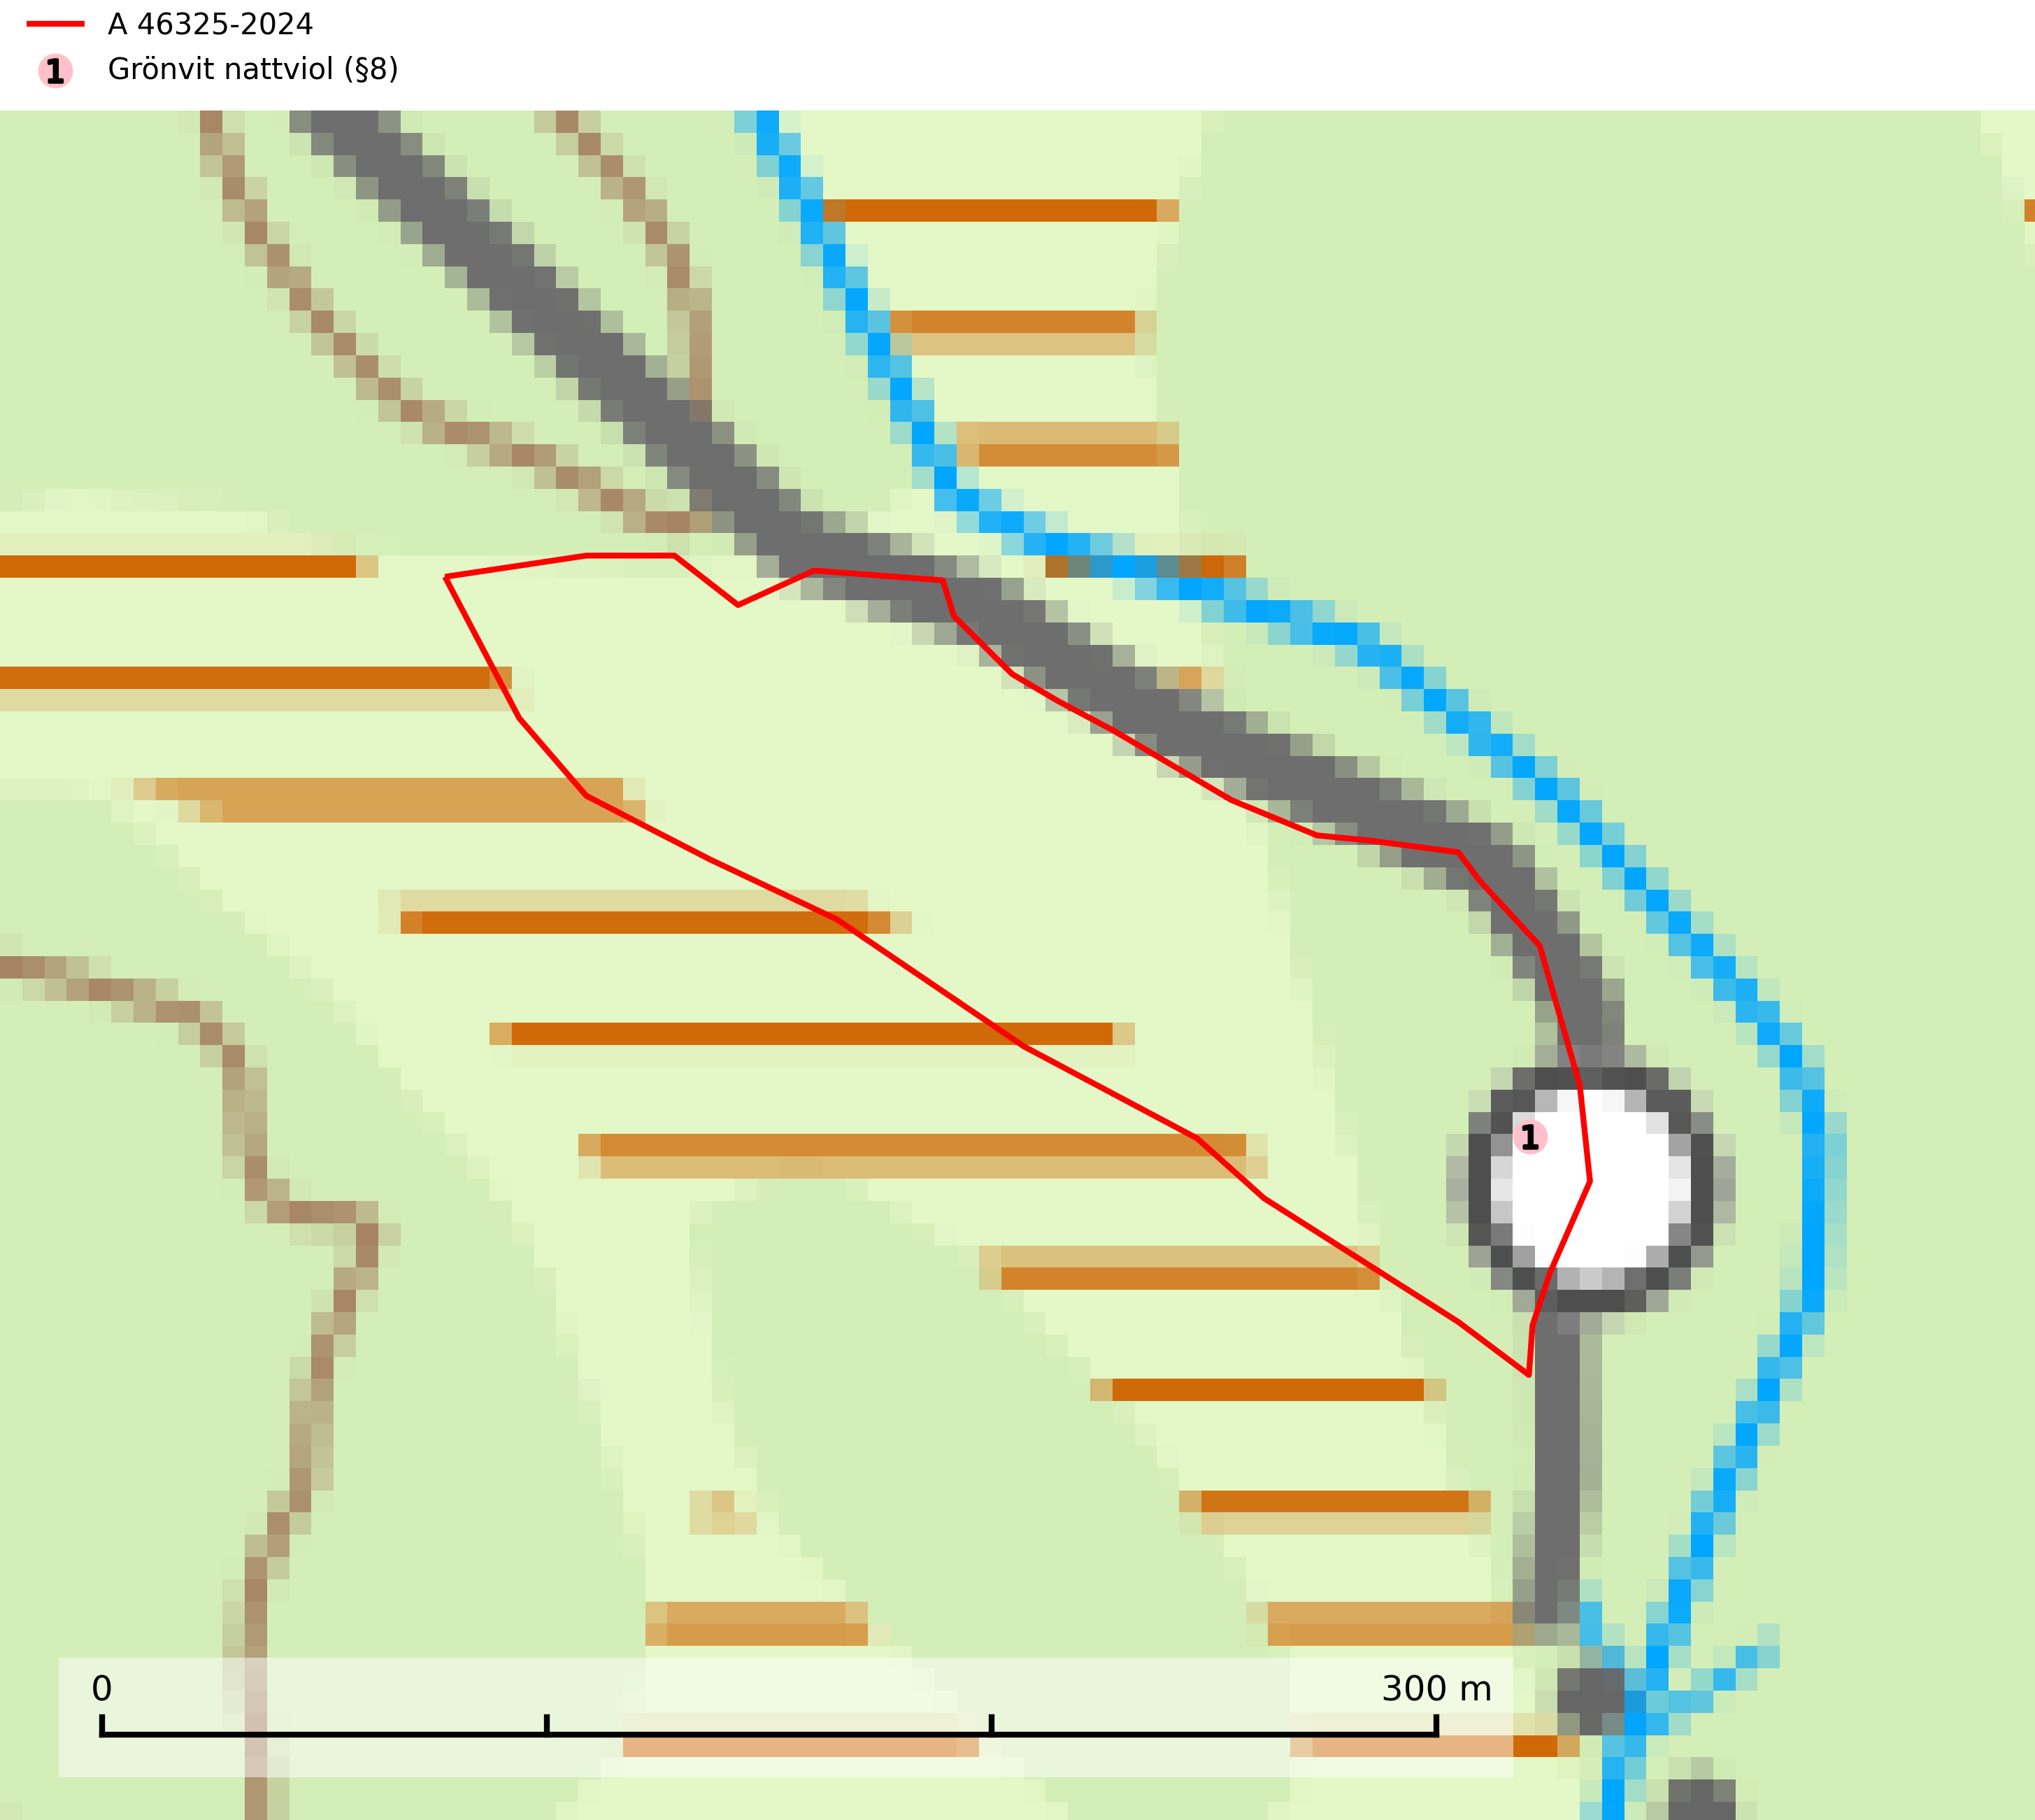 A 46325-2024
1 Grönvit nattviol (§8)
1
0 300 m